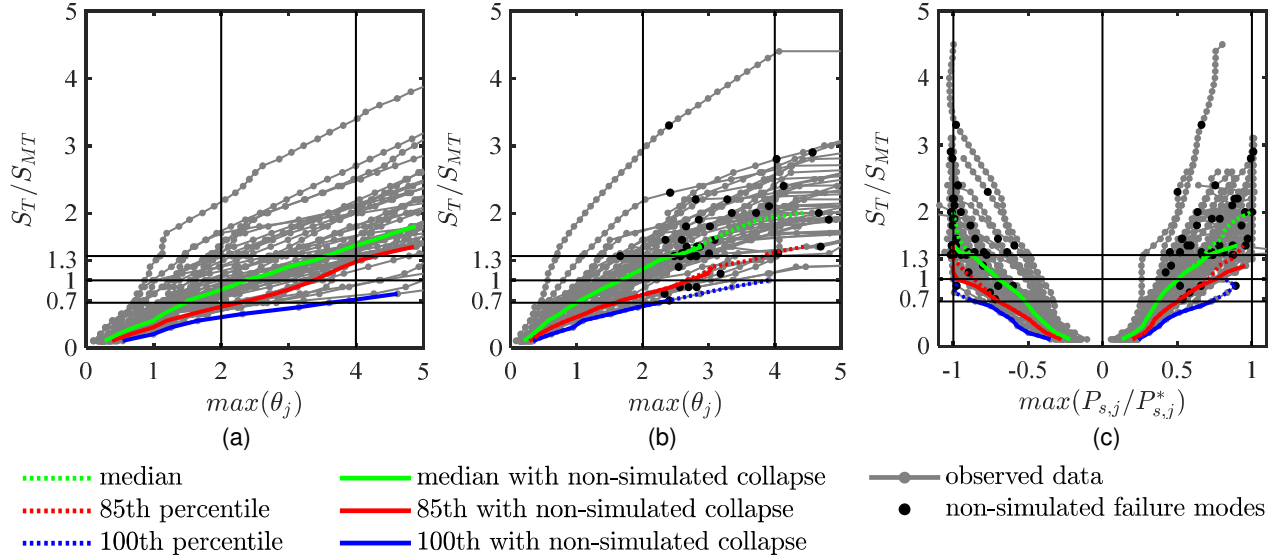 5
4
3
2
1.3
1
0.7
0
S_T/S_MT
0 1 2 3 4 5
max(θ_j)
(a)
5
4
3
2
1.3
1
0.7
0
S_T/S_MT
0 1 2 3 4 5
max(θ_j)
(b)
5
4
3
2
1.3
1
0.7
0
S_T/S_MT
-1 -0.5 0 0.5 1
max(P_{s,j}/P*_{s,j})
(c)
median
85th percentile
100th percentile
median with non-simulated collapse
85th with non-simulated collapse
100th with non-simulated collapse
observed data
non-simulated failure modes